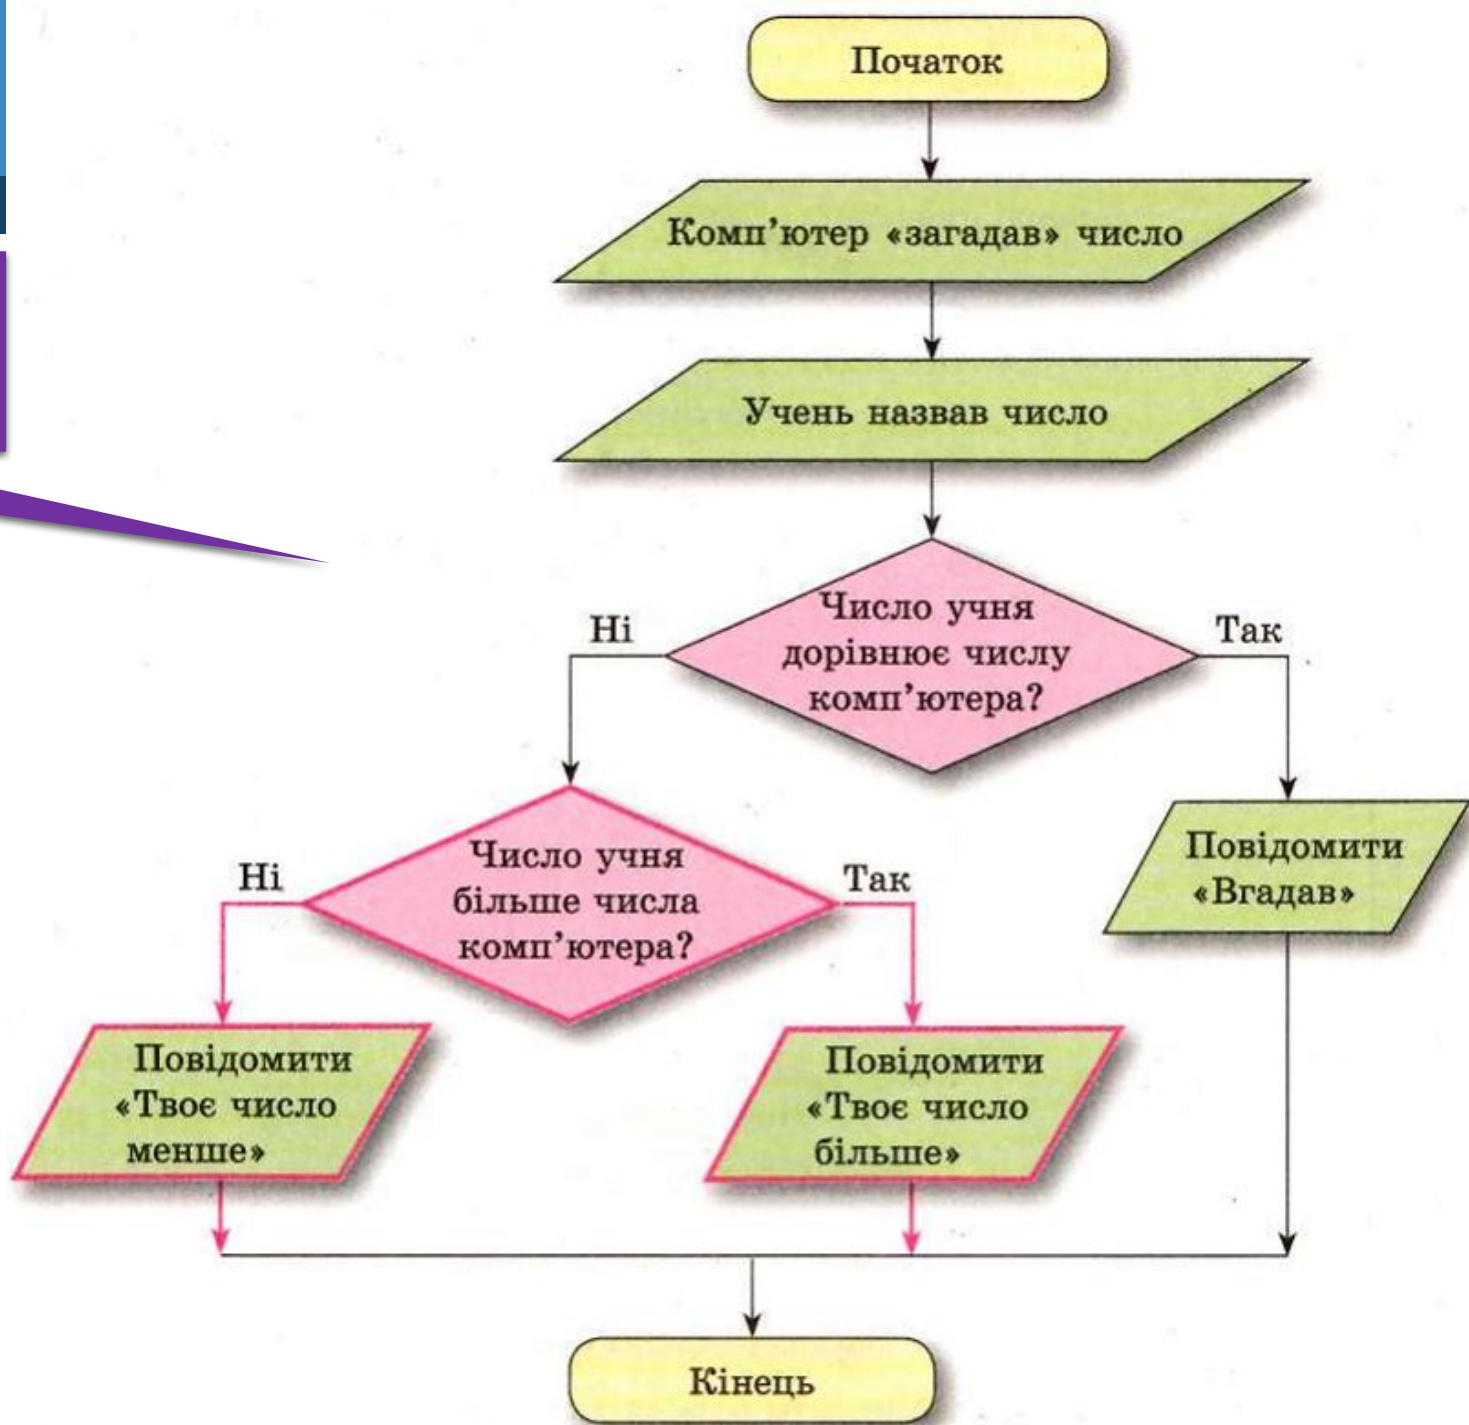 Початок
Комп’ютер «загадав» число
Учень назвав число
Число учня
дорівнює числу
комп’ютера?
Ні
Так
Число учня
більше числа
комп’ютера?
Ні
Так
Повідомити
«Вгадав»
Повідомити
«Твоє число
менше»
Повідомити
«Твоє число
більше»
Кінець